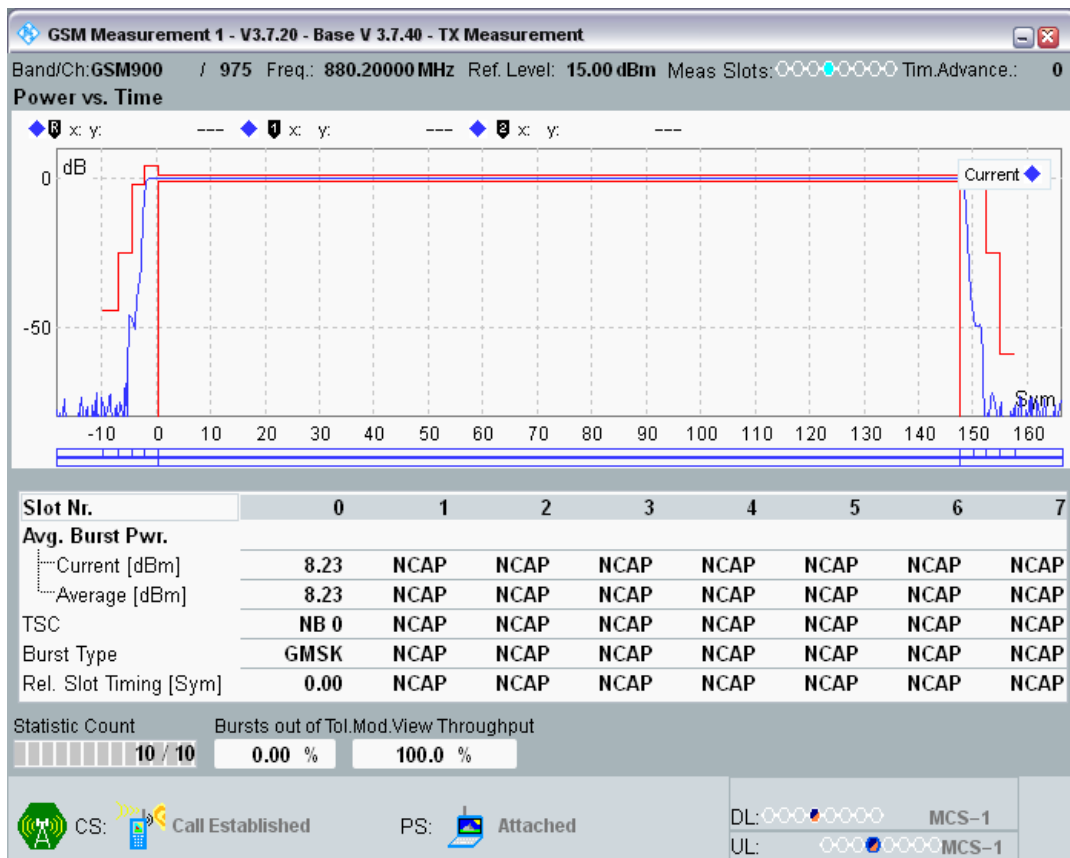 GSM Measurement 1 - V3.7.20 - Base V 3.7.40 - TX Measurement
Band/Ch:GSM900 / 975 Freq.: 880.20000 MHz Ref. Level: 15.00 dBm Meas Slots: Tim.Advance.: 0
Power vs. Time
R x: y: --- 1 x: y: --- 2 x: y: ---
dB
Current
0
-50
Sym
-10 0 10 20 30 40 50 60 70 80 90 100 110 120 130 140 150 160
Slot Nr. 0 1 2 3 4 5 6 7
Avg. Burst Pwr.
Current [dBm] 8.23 NCAP NCAP NCAP NCAP NCAP NCAP NCAP
Average [dBm] 8.23 NCAP NCAP NCAP NCAP NCAP NCAP NCAP
TSC NB 0 NCAP NCAP NCAP NCAP NCAP NCAP NCAP
Burst Type GMSK NCAP NCAP NCAP NCAP NCAP NCAP NCAP
Rel. Slot Timing [Sym] 0.00 NCAP NCAP NCAP NCAP NCAP NCAP NCAP
Statistic Count Bursts out of Tol.Mod.View Throughput
10 / 10 0.00 % 100.0 %
CS: Call Established PS: Attached
DL: MCS-1
UL: MCS-1